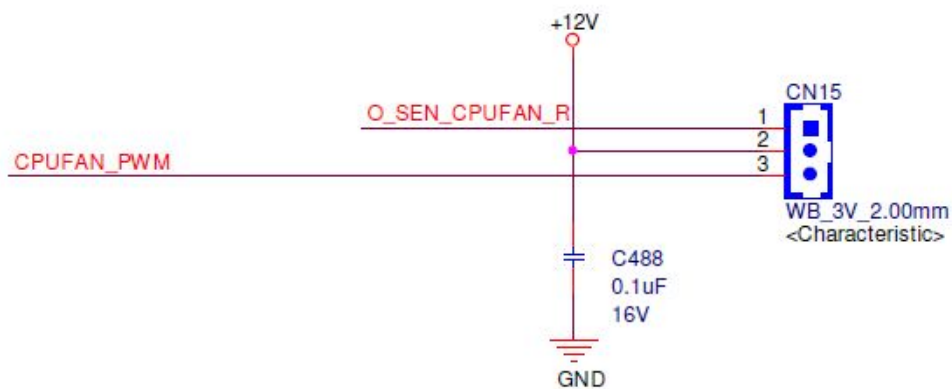 +12V
CN15
O_SEN_CPUFAN_R
1
2
CPUFAN_PWM
3
WB_3V_2.00mm
<Characteristic>
C488
0.1uF
16V
GND